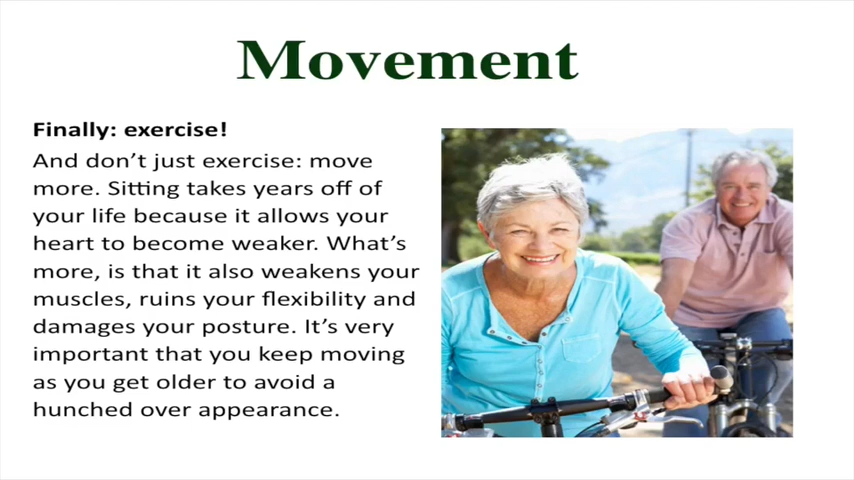 Movement
Finally: exercise!
And don’t just exercise: move
more. Sitting takes years off of
your life because it allows your
heart to become weaker. What’s
more, is that it also weakens your
muscles, ruins your flexibility and
damages your posture. It’s very
important that you keep moving
as you get older to avoid a
hunched over appearance.